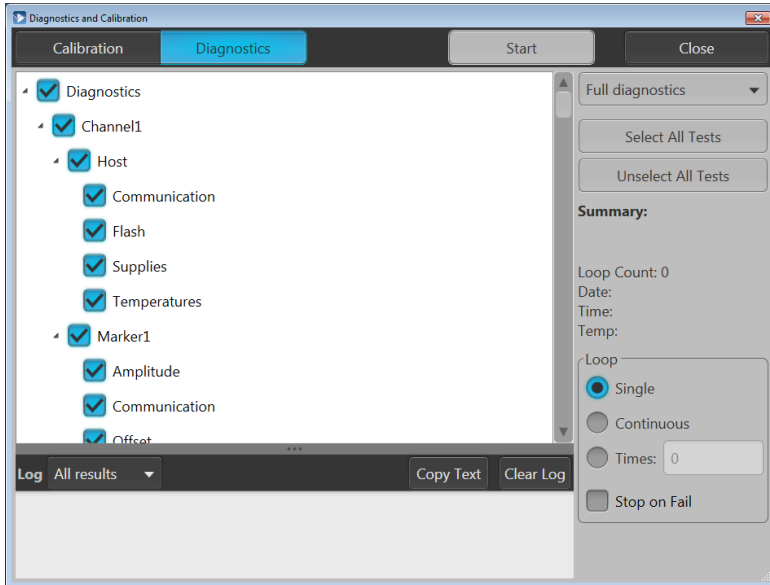 Diagnostics and Calibration
Calibration
Diagnostics
Start
Close
Diagnostics
Channel1
Host
Communication
Flash
Supplies
Temperatures
Marker1
Amplitude
Communication
Offset
Full diagnostics
Select All Tests
Unselect All Tests
Summary:
Loop Count: 0
Date:
Time:
Temp:
Loop
Single
Continuous
Times: 0
Stop on Fail
Log All results
Copy Text
Clear Log